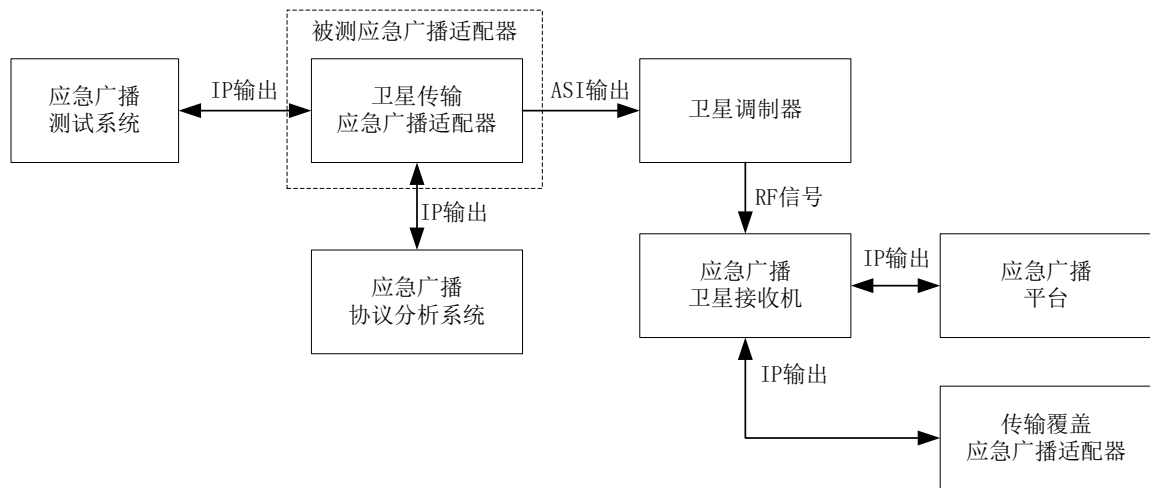 被测应急广播适配器
应急广播
测试系统
IP输出
卫星传输
应急广播适配器
ASI输出
卫星调制器
IP输出
RF信号
应急广播
协议分析系统
应急广播
卫星接收机
IP输出
应急广播
平台
IP输出
传输覆盖
应急广播适配器